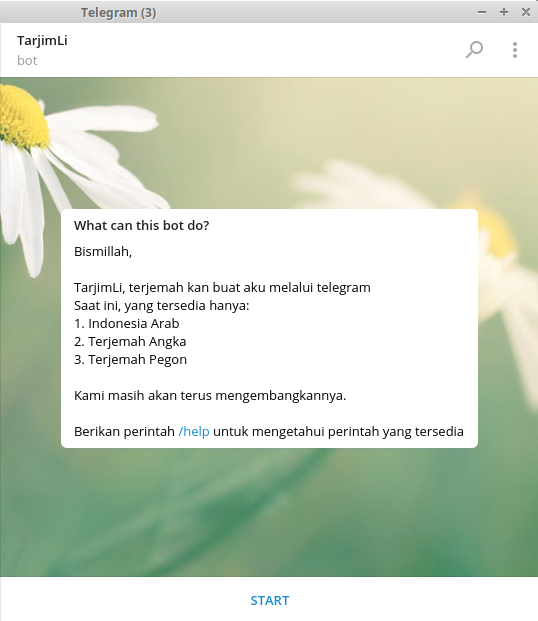 Telegram (3)
TarjimLi
bot
What can this bot do?
Bismillah,
TarjimLi, terjemah kan buat aku melalui telegram
Saat ini, yang tersedia hanya:
1. Indonesia Arab
2. Terjemah Angka
3. Terjemah Pegon
Kami masih akan terus mengembangkannya.
Berikan perintah /help untuk mengetahui perintah yang tersedia
START